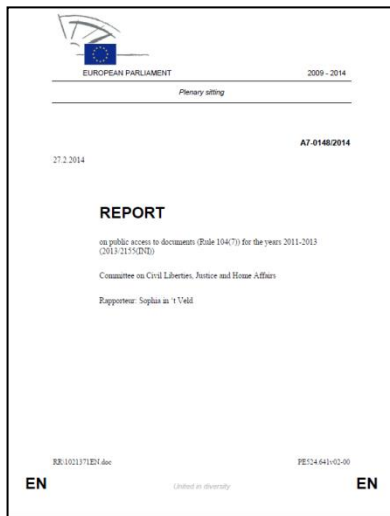 EUROPEAN PARLIAMENT 2009 - 2014
Plenary sitting
A7-0148/2014
27.2.2014
REPORT
on public access to documents (Rule 104(7)) for the years 2011-2013
(2013/2155(INI))
Committee on Civil Liberties, Justice and Home Affairs
Rapporteur: Sophia in 't Veld
RR\1021371EN.doc PE524.641v02-00
EN United in diversity EN